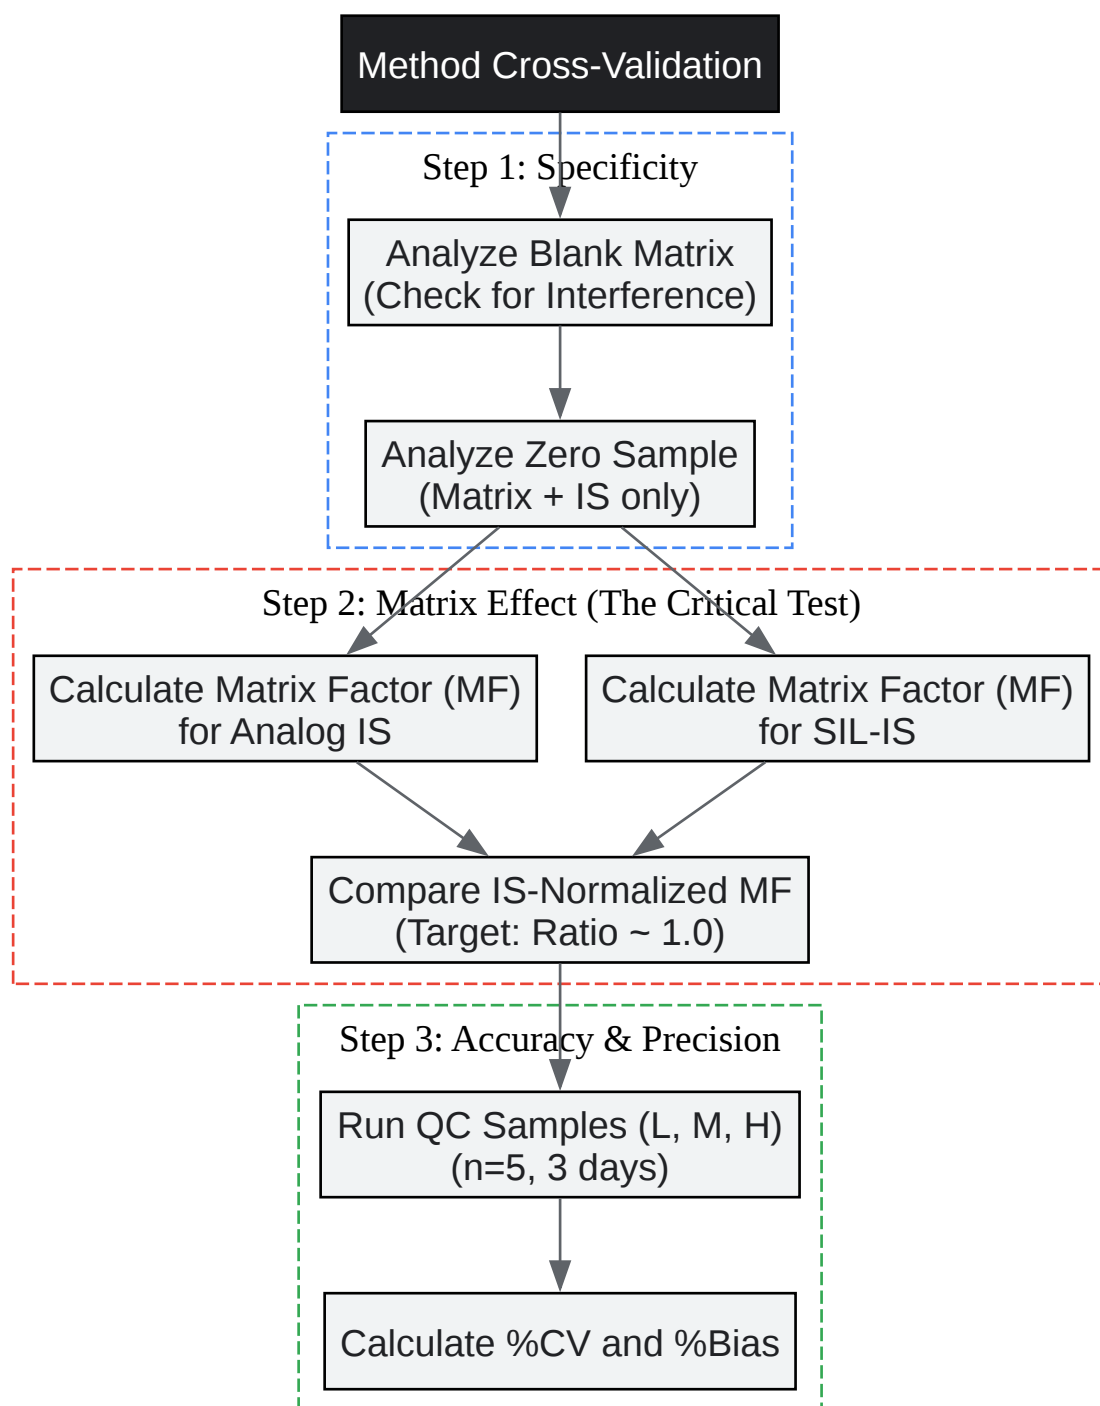 Method Cross-Validation
Step 1: Specificity
Analyze Blank Matrix
(Check for Interference)
Analyze Zero Sample
(Matrix + IS only)
Step 2: Matrix Effect (The Critical Test)
Calculate Matrix Factor (MF)
for Analog IS
Calculate Matrix Factor (MF)
for SIL-IS
Compare IS-Normalized MF
(Target: Ratio ~ 1.0)
Step 3: Accuracy & Precision
Run QC Samples (L, M, H)
(n=5, 3 days)
Calculate %CV and %Bias